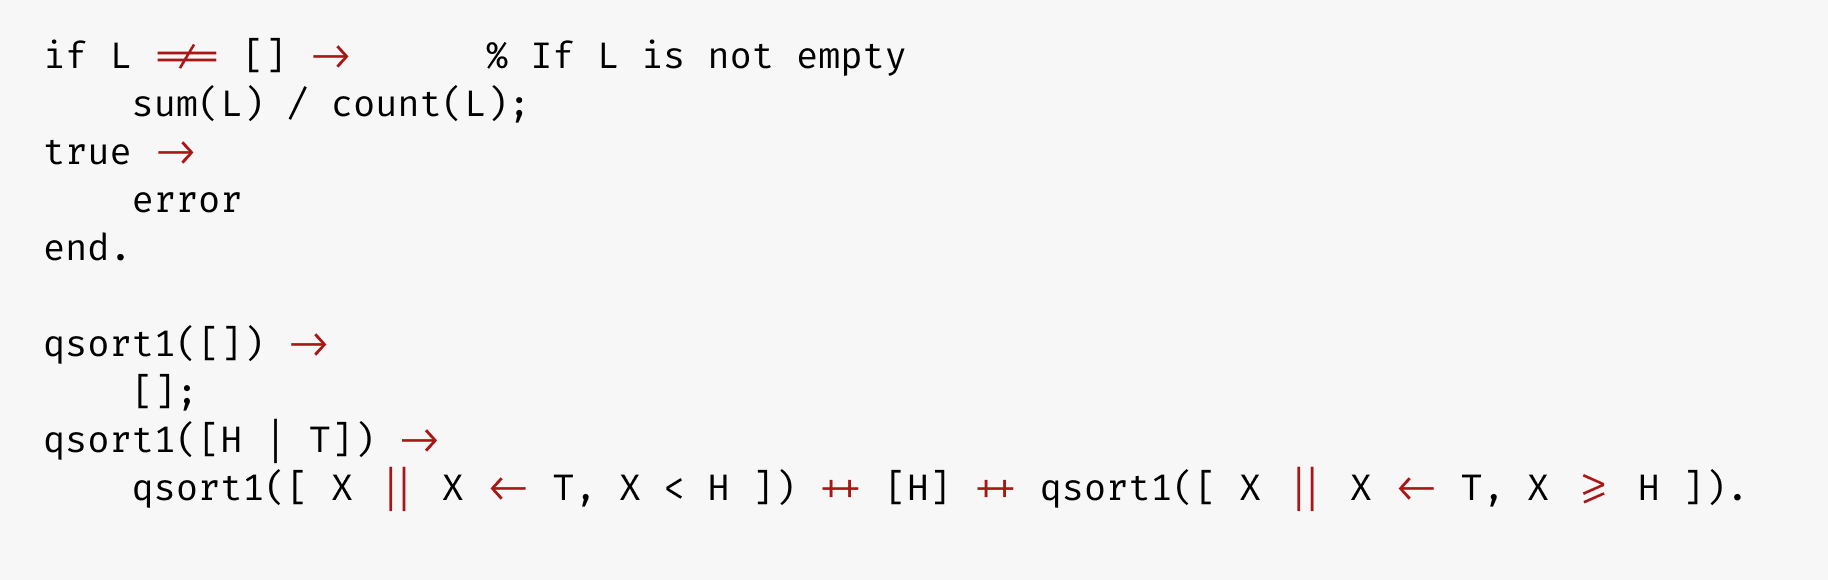 if L =/= [] ->      % If L is not empty
    sum(L) / count(L);
true ->
    error
end.

qsort1([]) ->
    [];
qsort1([H | T]) ->
    qsort1([ X || X <- T, X < H ]) ++ [H] ++ qsort1([ X || X <- T, X >= H ]).